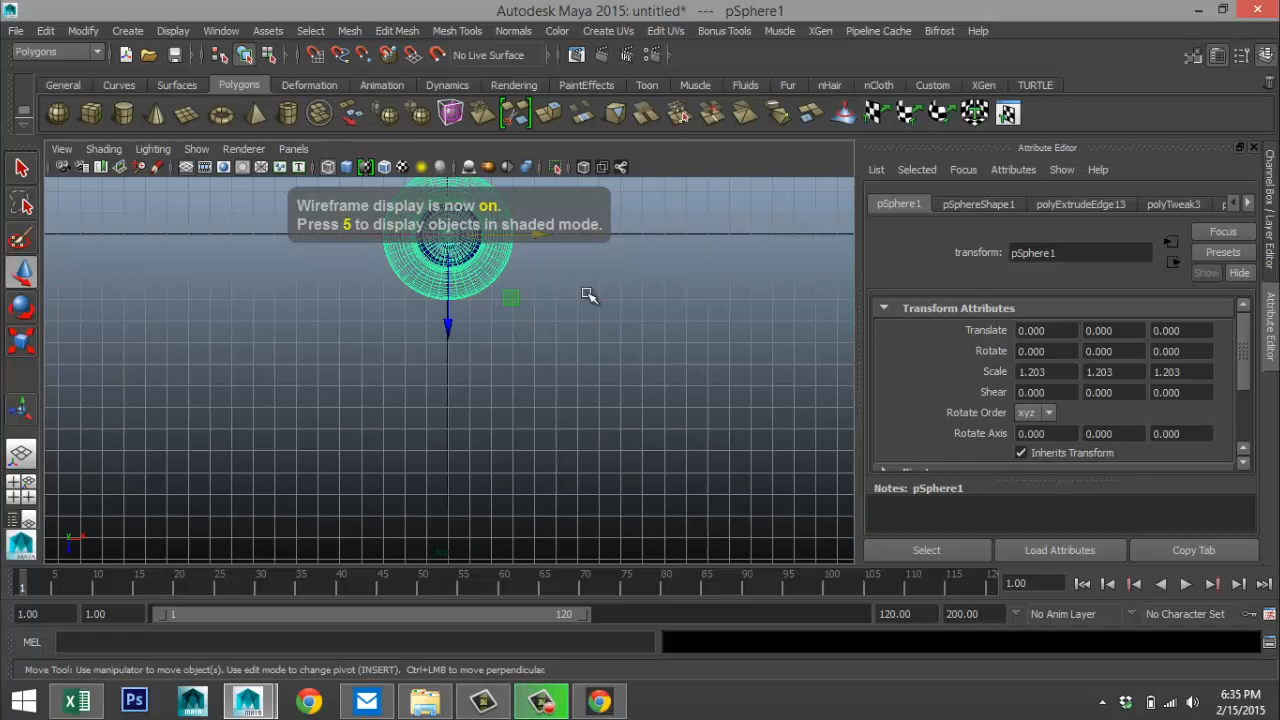 Autodesk Maya 2015: untitled* --- pSphere1
File Edit Modify Create Display Window Assets Select Mesh Edit Mesh Mesh Tools Normals Color Create UVs Edit UVs Bonus Tools Muscle XGen Pipeline Cache Bifrost Help
Polygons No Live Surface
General Curves Surfaces Polygons Deformation Animation Dynamics Rendering PaintEffects Toon Muscle Fluids Fur nHair nCloth Custom XGen TURTLE
View Shading Lighting Show Renderer Panels
Attribute Editor
List Selected Focus Attributes Show Help
pSphere1 pSphereShape1 polyExtrudeEdge13 polyTweak3
Wireframe display is now on.
Press 5 to display objects in shaded mode.
Focus
transform: pSphere1
Presets
Show Hide
Transform Attributes
Translate 0.000 0.000 0.000
Rotate 0.000 0.000 0.000
Scale 1.203 1.203 1.203
Shear 0.000 0.000 0.000
Rotate Order xyz
Rotate Axis 0.000 0.000 0.000
Inherits Transform
Notes: pSphere1
Select Load Attributes Copy Tab
Channel Box / Layer Editor
Attribute Editor
1 5 10 15 20 25 30 35 40 45 50 55 60 65 70 75 80 85 90 95 100 105 110 115 12 1.00
1.00 1.00 1 120 120.00 200.00 No Anim Layer No Character Set
MEL
Move Tool: Use manipulator to move object(s). Use edit mode to change pivot (INSERT). Ctrl+LMB to move perpendicular.
6:35 PM
2/15/2015